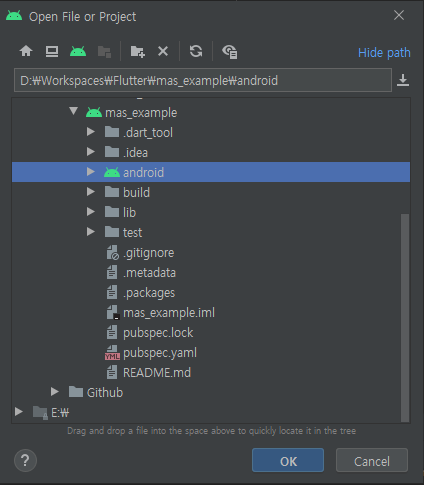 Open File or Project
Hide path
D:₩Workspaces₩Flutter₩mas_example₩android
mas_example
.dart_tool
.idea
android
build
lib
test
.gitignore
.metadata
.packages
mas_example.iml
pubspec.lock
YML
pubspec.yaml
README.md
Github
E:₩
Drag and drop a file into the space above to quickly locate it in the tree
?
OK
Cancel